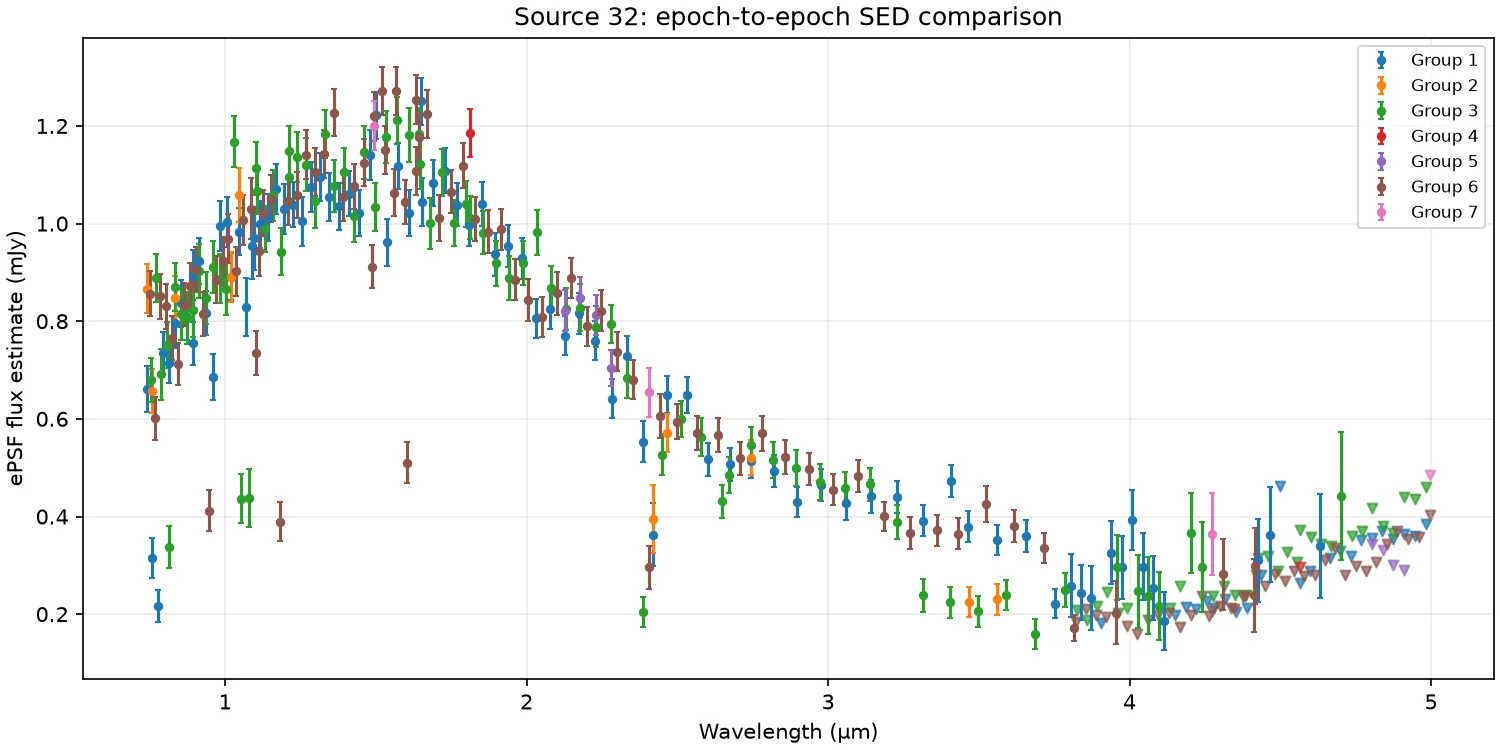 Source 32: epoch-to-epoch SED comparison
ePSF flux estimate (mJy)
1.2
1.0
0.8
0.6
0.4
0.2
1 2 3 4 5
Wavelength (µm)
Group 1
Group 2
Group 3
Group 4
Group 5
Group 6
Group 7